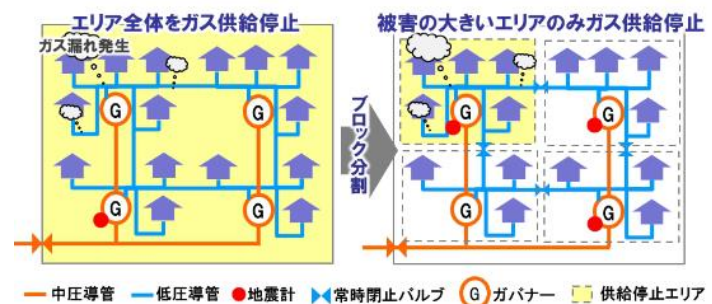 エリア全体をガス供給停止
被害の大きいエリアのみガス供給停止
ガス漏れ発生
G
G
G
G
ブロック分割
G
G
G
G
中圧導管
低圧導管
地震計
常時閉止バルブ
G
ガバナー
供給停止エリア